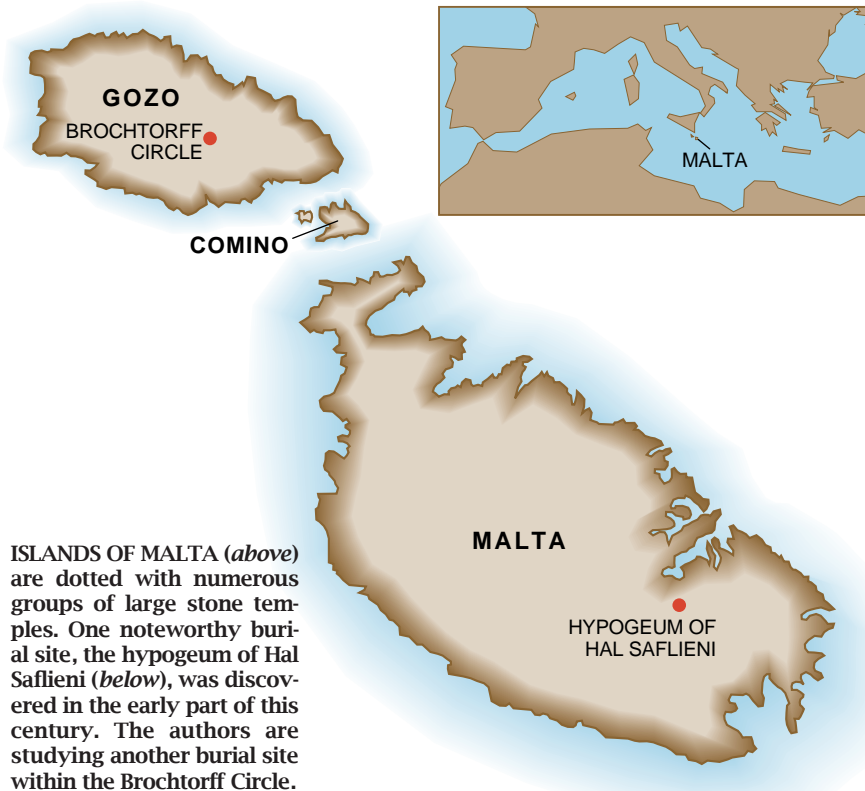 GOZO
BROCHTORFF
CIRCLE
COMINO
MALTA
MALTA
HYPOGEUM OF
HAL SAFLIENI
ISLANDS OF MALTA (above)
are dotted with numerous
groups of large stone tem-
ples. One noteworthy buri-
al site, the hypogeum of Hal
Saflieni (below), was discov-
ered in the early part of this
century. The authors are
studying another burial site
within the Brochtorff Circle.